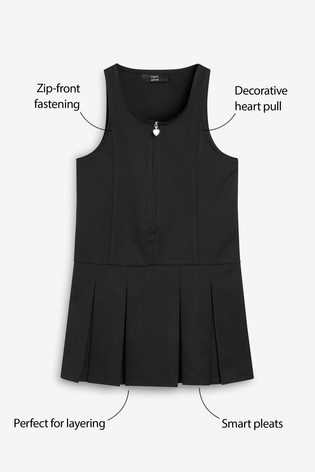 Zip-front
fastening
Decorative
heart pull
Perfect for layering
Smart pleats